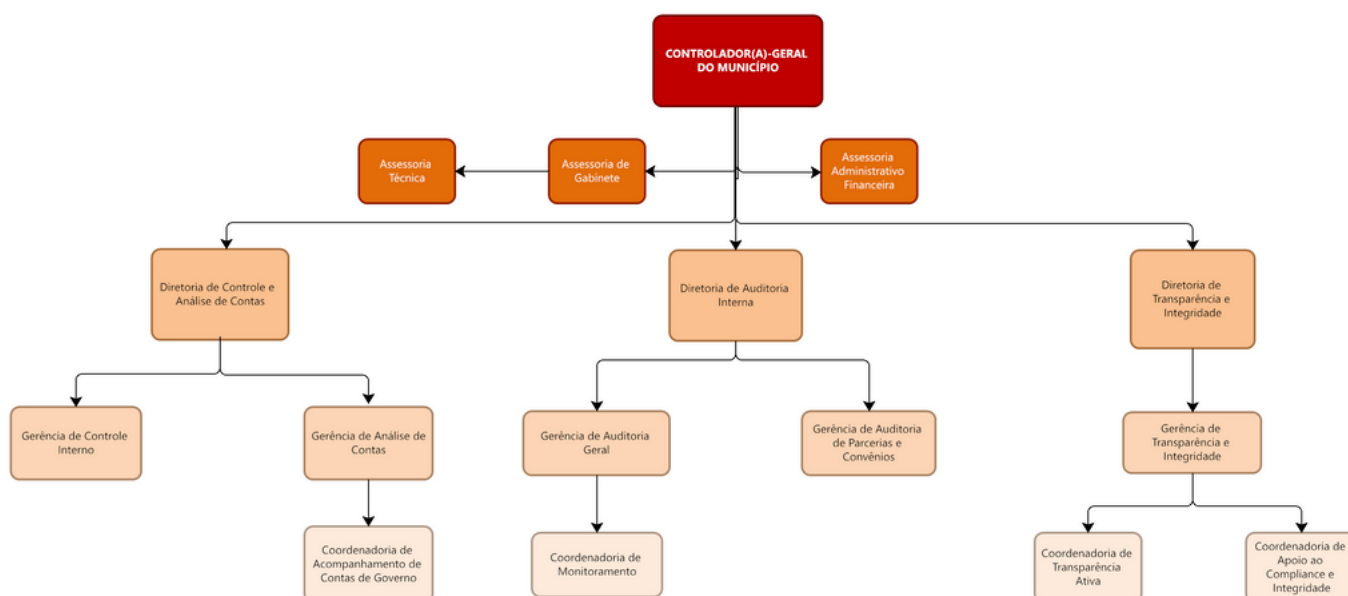 CONTROLADOR(A)-GERAL
DO MUNICÍPIO
Assessoria
Técnica
Assessoria de
Gabinete
Assessoria
Administrativo
Financeira
Diretoria de Controle e
Análise de Contas
Diretoria de Auditoria
Interna
Diretoria de
Transparência e
Integridade
Gerência de Controle
Interno
Gerência de Análise de
Contas
Gerência de Auditoria
Geral
Gerência de Auditoria
de Parcerias e
Convênios
Gerência de
Transparência e
Integridade
Coordenadoria de
Acompanhamento de
Contas de Governo
Coordenadoria de
Monitoramento
Coordenadoria de
Transparência
Ativa
Coordenadoria de
Apoio ao
Compliance e
Integridade